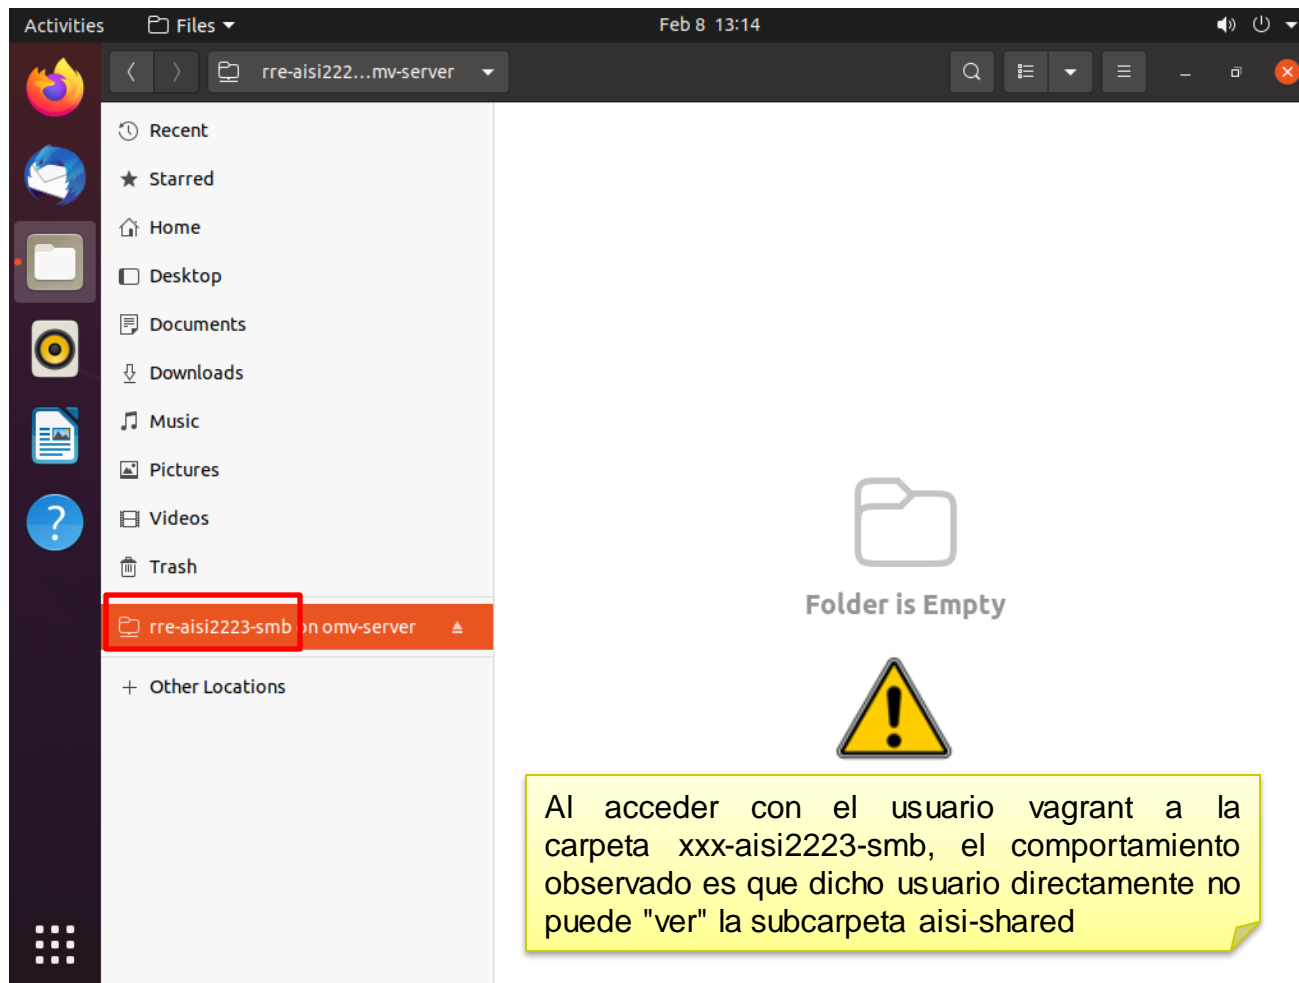 Activities Files Feb 8 13:14
rre-aisi222...mv-server
Recent
Starred
Home
Desktop
Documents
Downloads
Music
Pictures
Videos
Trash
rre-aisi2223-smb on omv-server
+ Other Locations
Folder is Empty
Al acceder con el usuario vagrant a la
carpeta xxx-aisi2223-smb, el comportamiento
observado es que dicho usuario directamente no
puede "ver" la subcarpeta aisi-shared